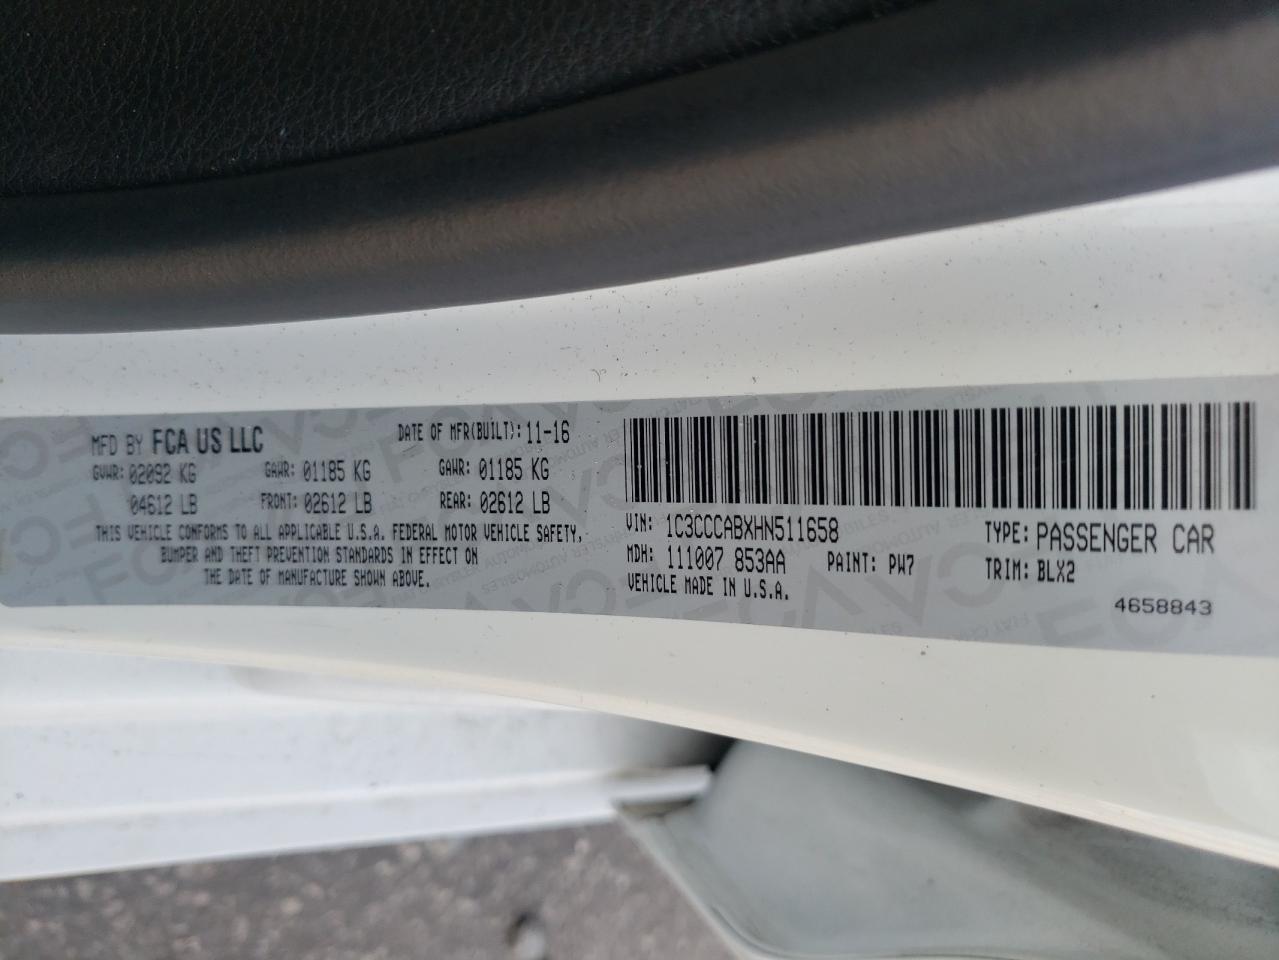 MFD BY FCA US LLC DATE OF MFR(BUILT): 11-16
GVWR: 02092 KG GAWR: 01185 KG GAWR: 01185 KG
04612 LB FRONT: 02612 LB REAR: 02612 LB
THIS VEHICLE CONFORMS TO ALL APPLICABLE U.S.A. FEDERAL MOTOR VEHICLE SAFETY,
BUMPER AND THEFT PREVENTION STANDARDS IN EFFECT ON
THE DATE OF MANUFACTURE SHOWN ABOVE.
VIN: 1C3CCCABXHN511658 TYPE: PASSENGER CAR
MDH: 111007 853AA PAINT: PW7 TRIM: BLX2
VEHICLE MADE IN U.S.A.
4658843